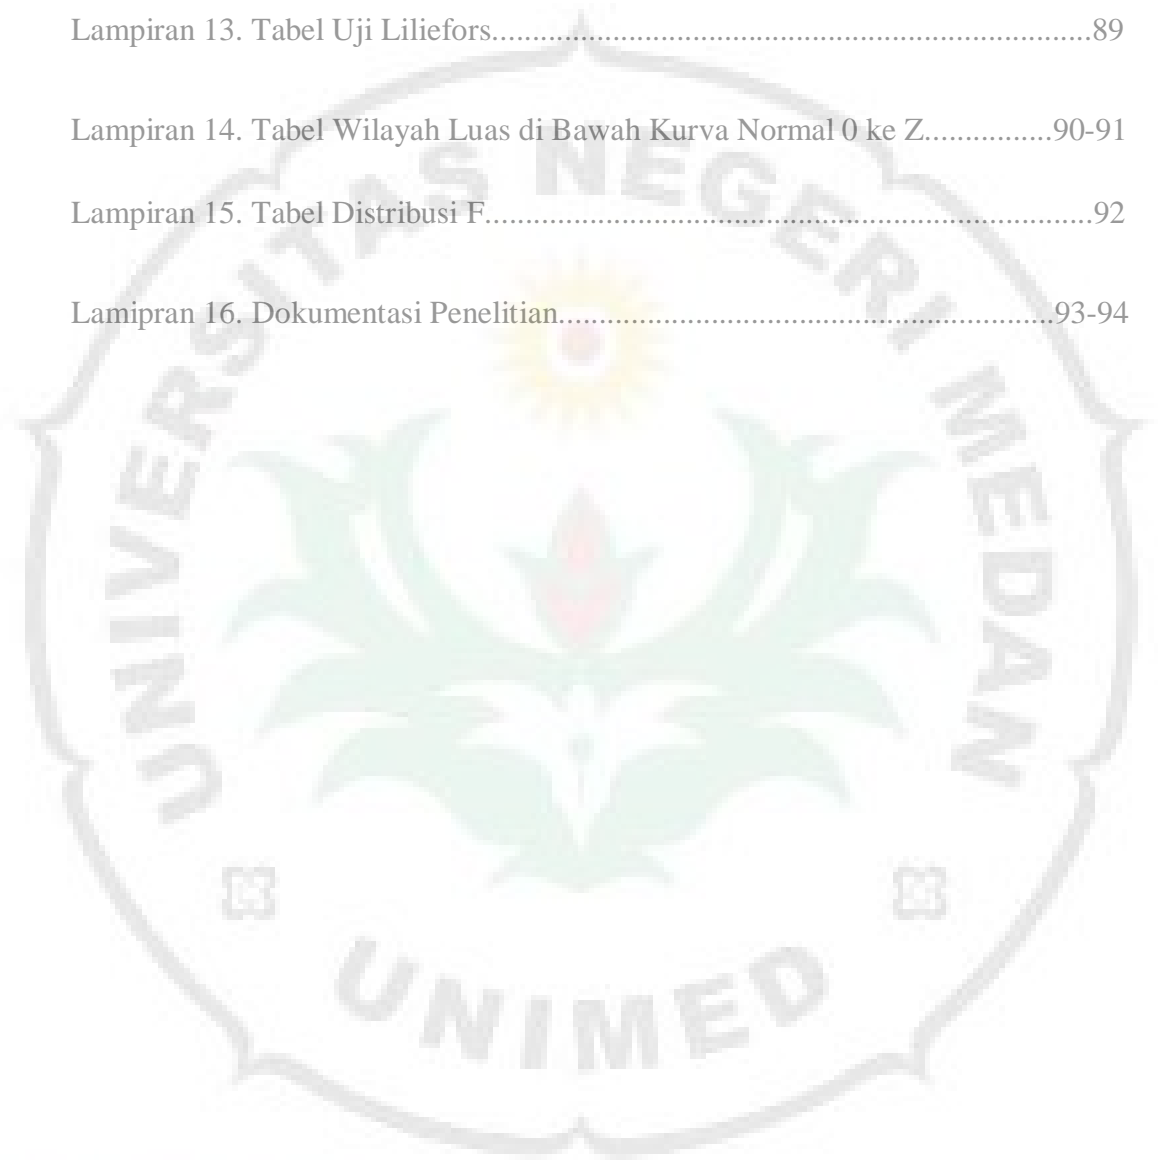 Lampiran 13. Tabel Uji Liliefors..........................................................................89
Lampiran 14. Tabel Wilayah Luas di Bawah Kurva Normal 0 ke Z................90-91
Lampiran 15. Tabel Distribusi F...........................................................................92
Lamipran 16. Dokumentasi Penelitian.............................................................93-94
UNIVERSITAS NEGERI MEDAN
UNIMED